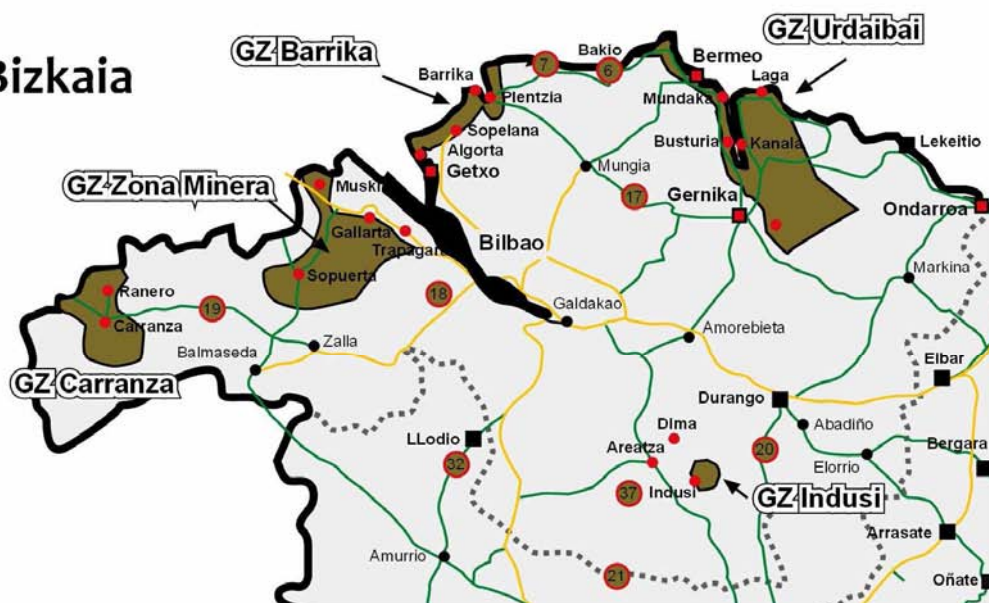 Bizkaia
GZ Barrika
GZ Urdaibai
7
Bakio
6
Bermeo
Laga
Barrika
Plentzia
Mundaka
Sopelana
Algorta
Getxo
Busturia
Kanala
Lekeitio
Mungia
17
GZ Zona Minera
Gernika
Ondarroa
Gallarta
Bilbao
Sopuerta
18
Markina
Ranero
19
Carranza
Galdakao
Amorebieta
Zalla
Balmaseda
Eibar
GZ Carranza
Durango
Abadiño
LLodio
Dima
Areatza
20
Bergara
Elorrio
32
37
Indusi
GZ Indusi
Arrasate
Amurrio
21
Oñate